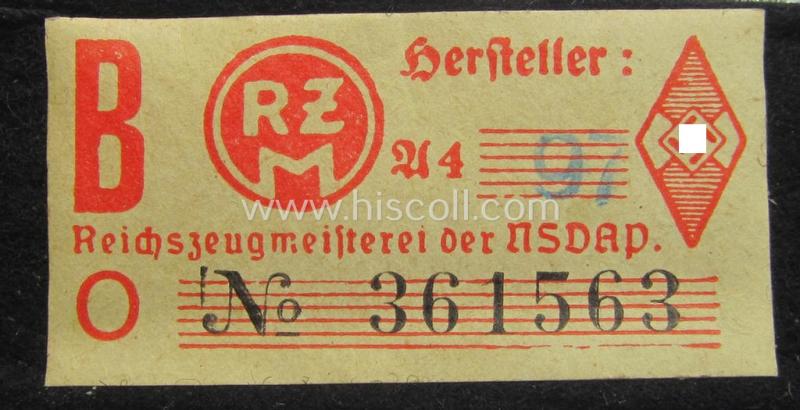 B RZM Hersteller:
A4 97
www.hiscoll.com
Reichszeugmeisterei der NSDAP.
O No 361563